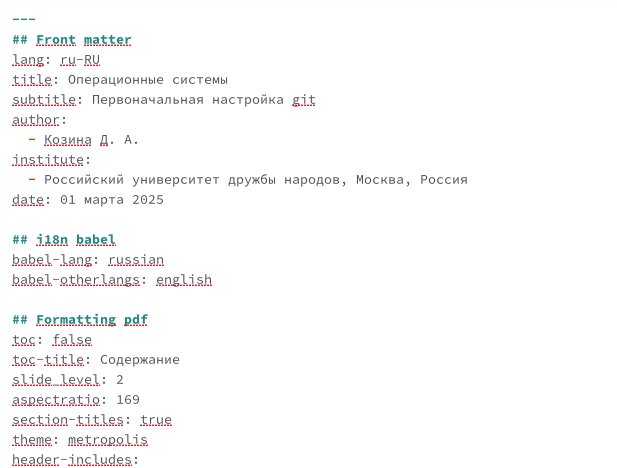 ---
## Front matter
lang: ru-RU
title: Операционные системы
subtitle: Первоначальная настройка git
author:
  - Козина Д. А.
institute:
  - Российский университет дружбы народов, Москва, Россия
date: 01 марта 2025

## i18n babel
babel-lang: russian
babel-otherlangs: english

## Formatting pdf
toc: false
toc-title: Содержание
slide_level: 2
aspectratio: 169
section-titles: true
theme: metropolis
header-includes: